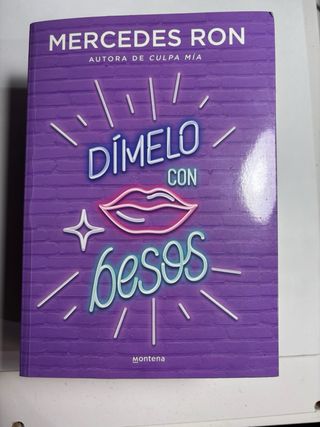 MERCEDES RON
AUTORA DE CULPA MÍA
DÍMELO
CON
besos
Montena